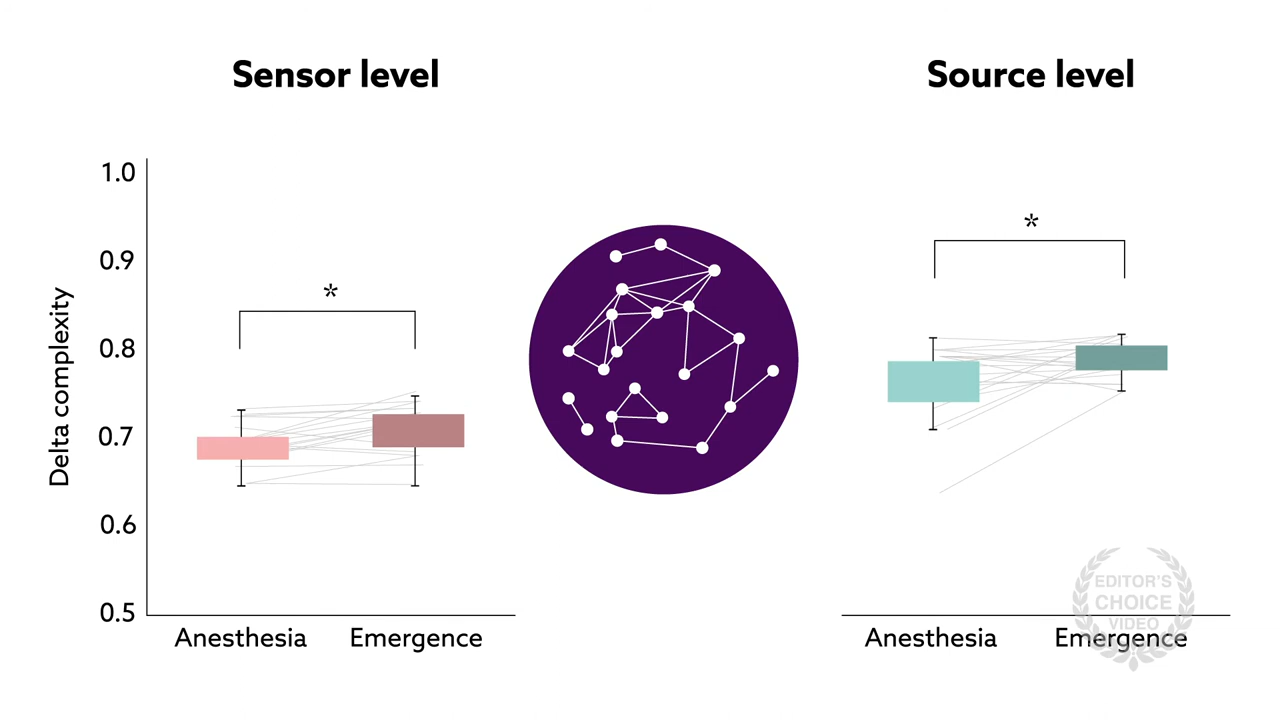 Sensor level
Source level
Delta complexity
1.0
0.9
0.8
0.7
0.6
0.5
*
*
Anesthesia
Emergence
Anesthesia
Emergence
EDITOR'S
CHOICE
VIDEO